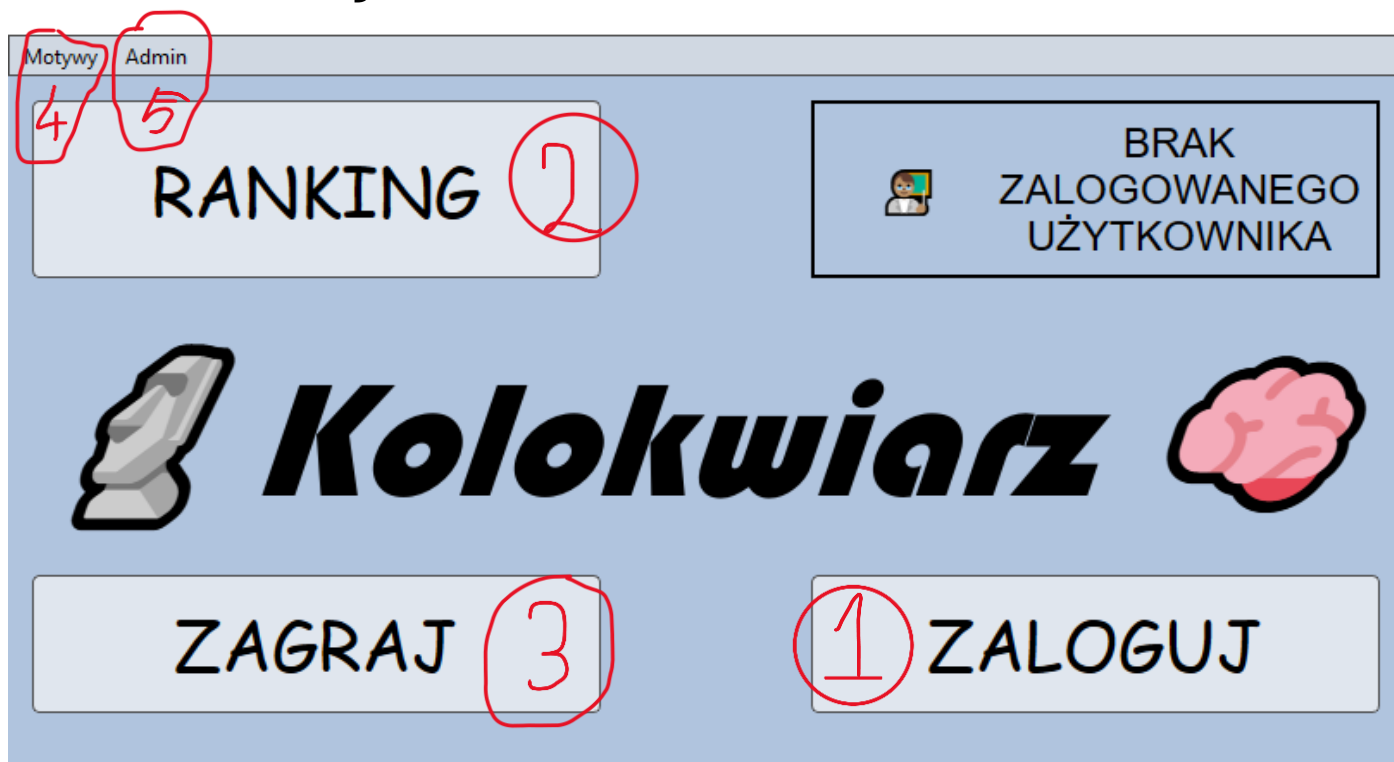 Motywy Admin
4 5
RANKING 2
BRAK
ZALOGOWANEGO
UŻYTKOWNIKA
Kolokwiarz
ZAGRAJ 3
1 ZALOGUJ